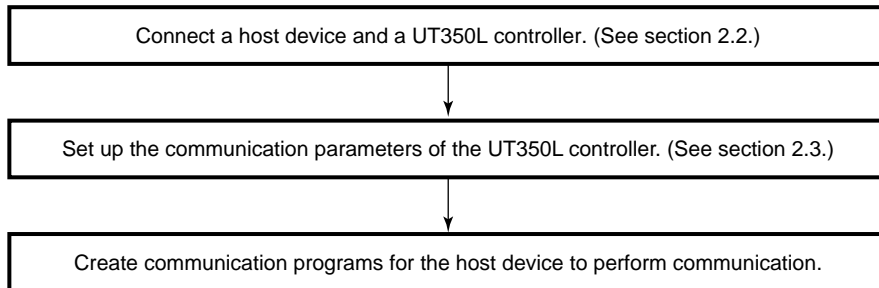 Connect a host device and a UT350L controller. (See section 2.2.)
Set up the communication parameters of the UT350L controller. (See section 2.3.)
Create communication programs for the host device to perform communication.